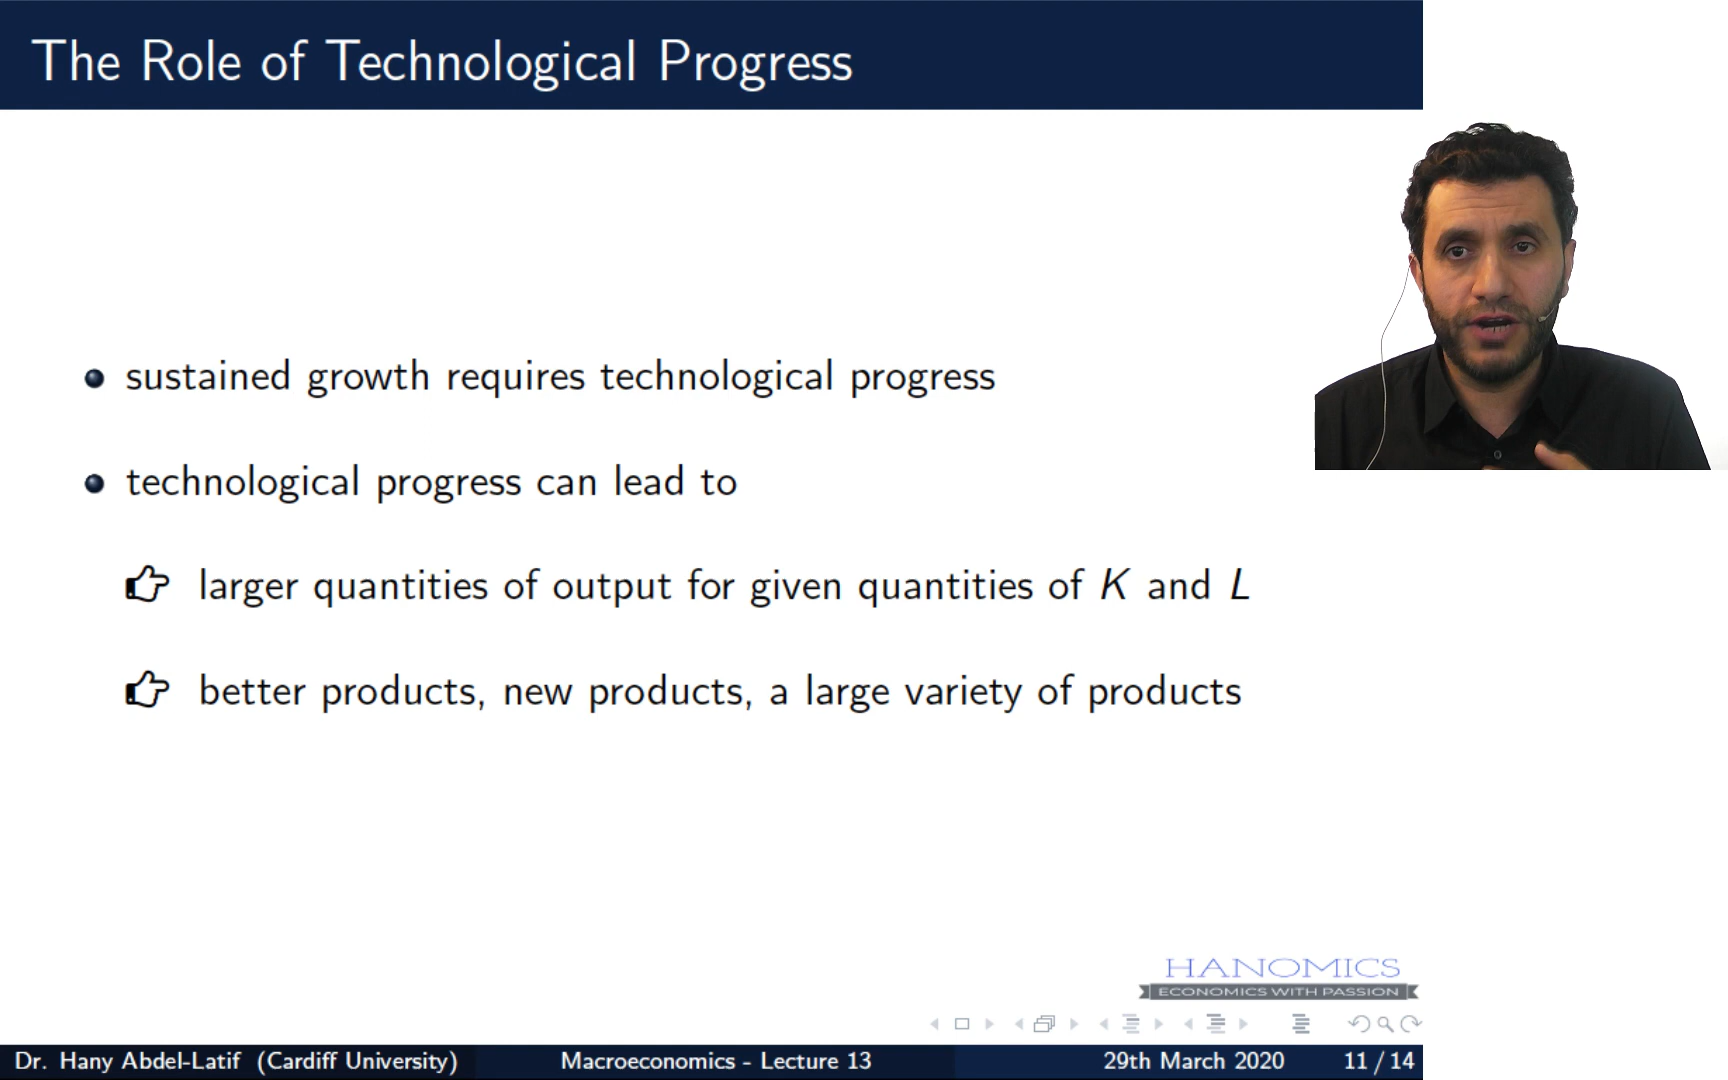 The Role of Technological Progress
sustained growth requires technological progress
technological progress can lead to
larger quantities of output for given quantities of K and L
better products, new products, a large variety of products
HANOMICS
ECONOMICS WITH PASSION
Dr. Hany Abdel-Latif (Cardiff University) Macroeconomics - Lecture 13 29th March 2020 11 / 14